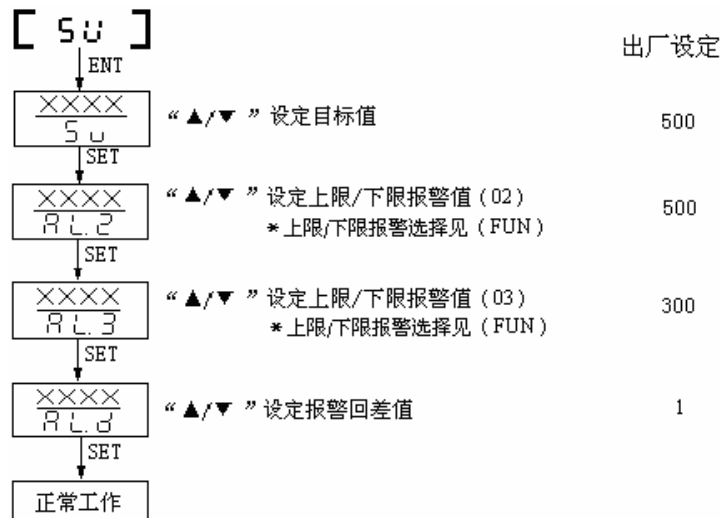 [ SU ]
出厂设定
ENT
XXXX
SU
“▲/▼ ” 设定目标值
500
SET
XXXX
AL.2
“▲/▼ ” 设定上限/下限报警值 (02)
500
*上限/下限报警选择见 (FUN)
SET
XXXX
AL.3
“▲/▼ ” 设定上限/下限报警值 (03)
300
*上限/下限报警选择见 (FUN)
SET
XXXX
AL.d
“▲/▼ ” 设定报警回差值
1
SET
正常工作